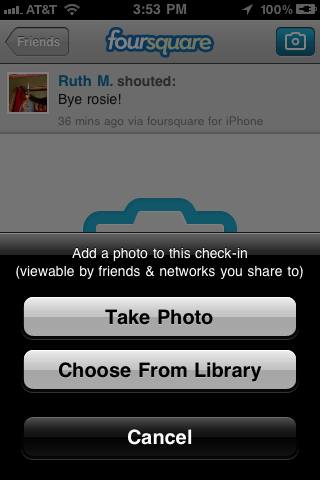 AT&T 3:53 PM 100%
Friends foursquare
Ruth M. shouted:
Bye rosie!
36 mins ago via foursquare for iPhone
Add a photo to this check-in
(viewable by friends & networks you share to)
Take Photo
Choose From Library
Cancel